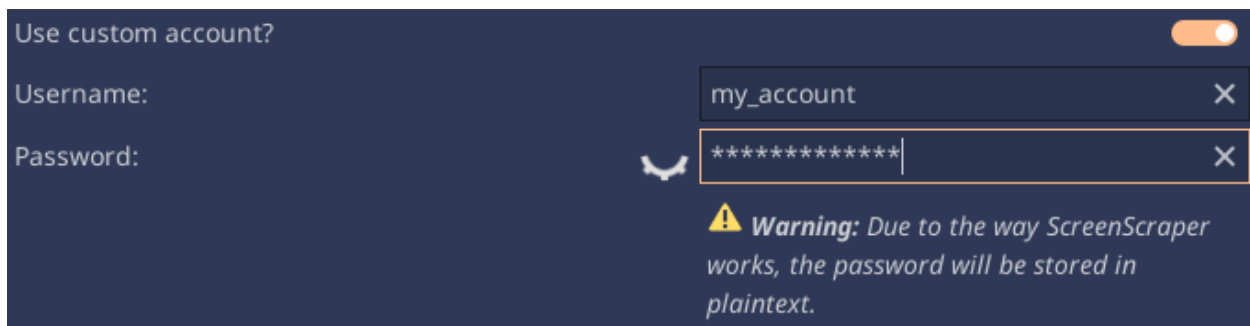 Use custom account?
Username:
my_account
Password:
*************
⚠ Warning: Due to the way ScreenScraper
works, the password will be stored in
plaintext.